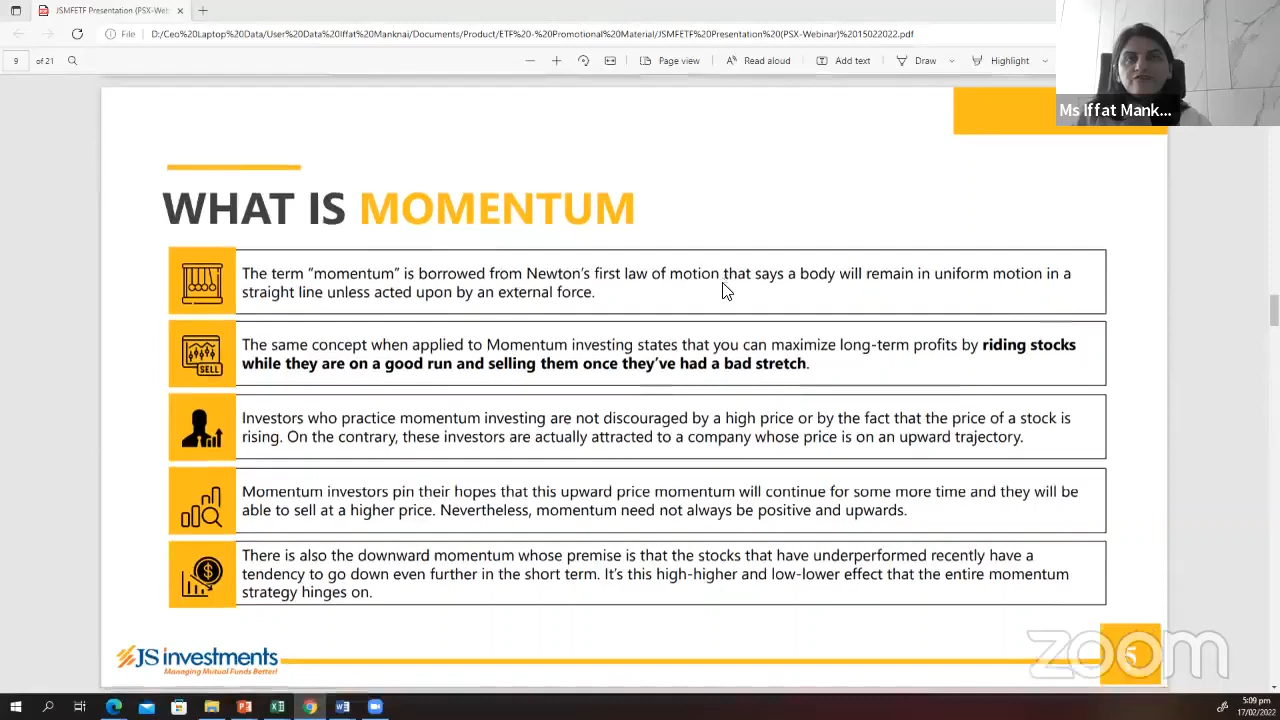 JSMFETF Presentation (PSX-Web
File
D:/Ceo%20Laptop%20Data/User%20Data%20Iffat%20Manknai/Documents/Product/ETF%20-%20Promotional%20Material/JSMFETF%20Presentation%20(PSX-Webinar)%2015022022.pdf
9 of 21
Page view
Read aloud
Add text
Draw
Highlight
Ms Iffat Mank...
WHAT IS MOMENTUM
The term “momentum” is borrowed from Newton’s first law of motion that says a body will remain in uniform motion in a
straight line unless acted upon by an external force.
The same concept when applied to Momentum investing states that you can maximize long-term profits by riding stocks
while they are on a good run and selling them once they’ve had a bad stretch.
SELL
Investors who practice momentum investing are not discouraged by a high price or by the fact that the price of a stock is
rising. On the contrary, these investors are actually attracted to a company whose price is on an upward trajectory.
Momentum investors pin their hopes that this upward price momentum will continue for some more time and they will be
able to sell at a higher price. Nevertheless, momentum need not always be positive and upwards.
There is also the downward momentum whose premise is that the stocks that have underperformed recently have a
tendency to go down even further in the short term. It’s this high-higher and low-lower effect that the entire momentum
strategy hinges on.
$
JS investments
Managing Mutual Funds Better!
zoom
5
5:09 pm
17/02/2022